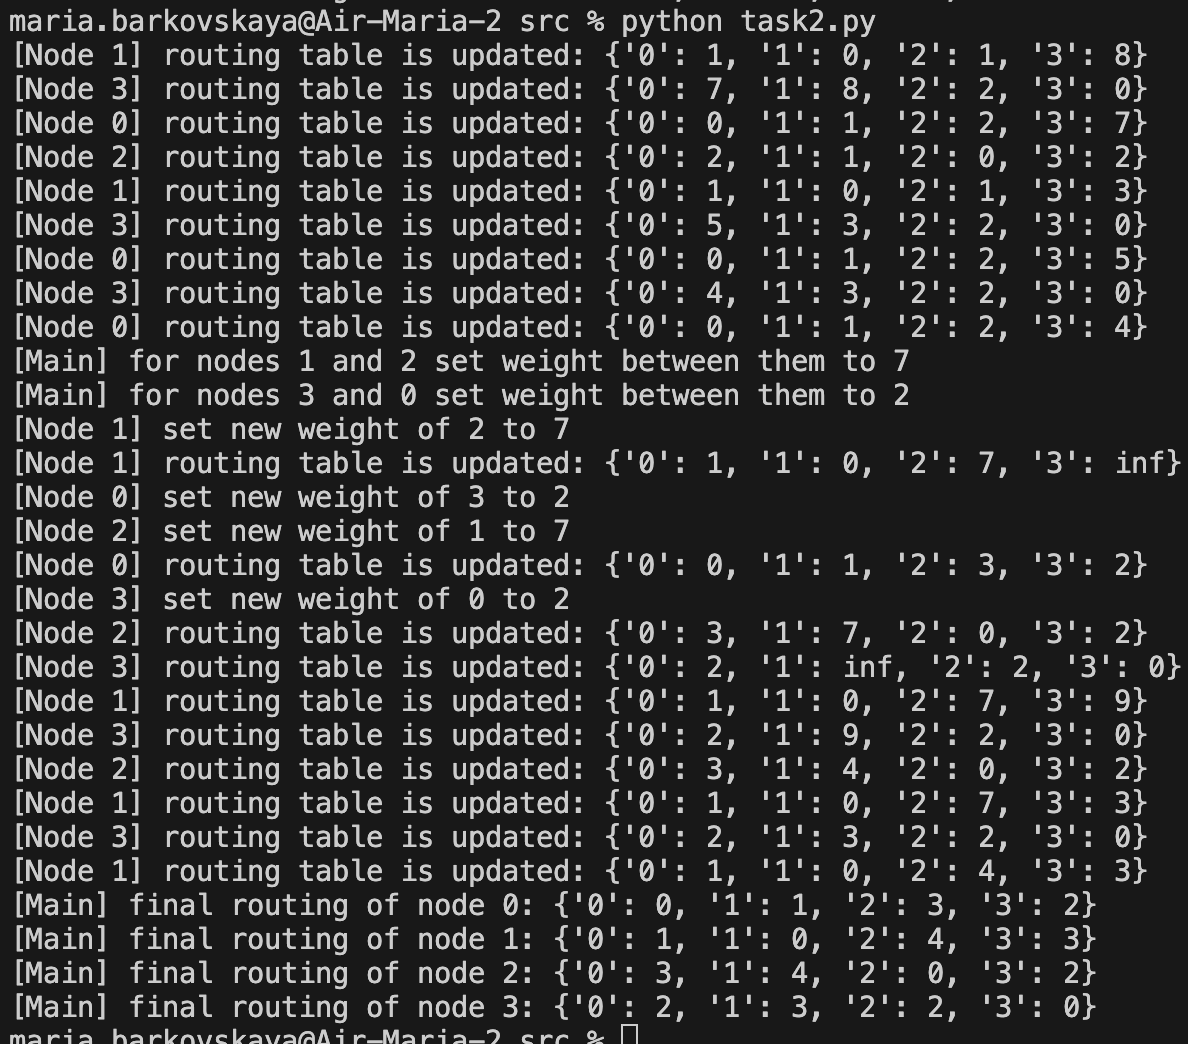 maria.barkovskaya@Air-Maria-2 src % python task2.py
[Node 1] routing table is updated: {'0': 1, '1': 0, '2': 1, '3': 8}
[Node 3] routing table is updated: {'0': 7, '1': 8, '2': 2, '3': 0}
[Node 0] routing table is updated: {'0': 0, '1': 1, '2': 2, '3': 7}
[Node 2] routing table is updated: {'0': 2, '1': 1, '2': 0, '3': 2}
[Node 1] routing table is updated: {'0': 1, '1': 0, '2': 1, '3': 3}
[Node 3] routing table is updated: {'0': 5, '1': 3, '2': 2, '3': 0}
[Node 0] routing table is updated: {'0': 0, '1': 1, '2': 2, '3': 5}
[Node 3] routing table is updated: {'0': 4, '1': 3, '2': 2, '3': 0}
[Node 0] routing table is updated: {'0': 0, '1': 1, '2': 2, '3': 4}
[Main] for nodes 1 and 2 set weight between them to 7
[Main] for nodes 3 and 0 set weight between them to 2
[Node 1] set new weight of 2 to 7
[Node 1] routing table is updated: {'0': 1, '1': 0, '2': 7, '3': inf}
[Node 0] set new weight of 3 to 2
[Node 2] set new weight of 1 to 7
[Node 0] routing table is updated: {'0': 0, '1': 1, '2': 3, '3': 2}
[Node 3] set new weight of 0 to 2
[Node 2] routing table is updated: {'0': 3, '1': 7, '2': 0, '3': 2}
[Node 3] routing table is updated: {'0': 2, '1': inf, '2': 2, '3': 0}
[Node 1] routing table is updated: {'0': 1, '1': 0, '2': 7, '3': 9}
[Node 3] routing table is updated: {'0': 2, '1': 9, '2': 2, '3': 0}
[Node 2] routing table is updated: {'0': 3, '1': 4, '2': 0, '3': 2}
[Node 1] routing table is updated: {'0': 1, '1': 0, '2': 7, '3': 3}
[Node 3] routing table is updated: {'0': 2, '1': 3, '2': 2, '3': 0}
[Node 1] routing table is updated: {'0': 1, '1': 0, '2': 4, '3': 3}
[Main] final routing of node 0: {'0': 0, '1': 1, '2': 3, '3': 2}
[Main] final routing of node 1: {'0': 1, '1': 0, '2': 4, '3': 3}
[Main] final routing of node 2: {'0': 3, '1': 4, '2': 0, '3': 2}
[Main] final routing of node 3: {'0': 2, '1': 3, '2': 2, '3': 0}
maria.barkovskaya@Air-Maria-2 src %